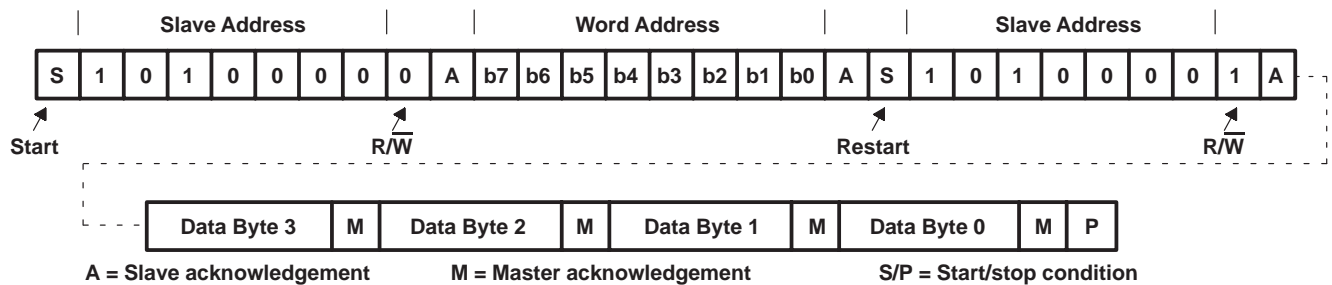 Slave Address Word Address Slave Address
S 1 0 1 0 0 0 0 0 A b7 b6 b5 b4 b3 b2 b1 b0 A S 1 0 1 0 0 0 0 1 A
Start R/W̅ Restart R/W̅
Data Byte 3 M Data Byte 2 M Data Byte 1 M Data Byte 0 M P
A = Slave acknowledgement M = Master acknowledgement S/P = Start/stop condition